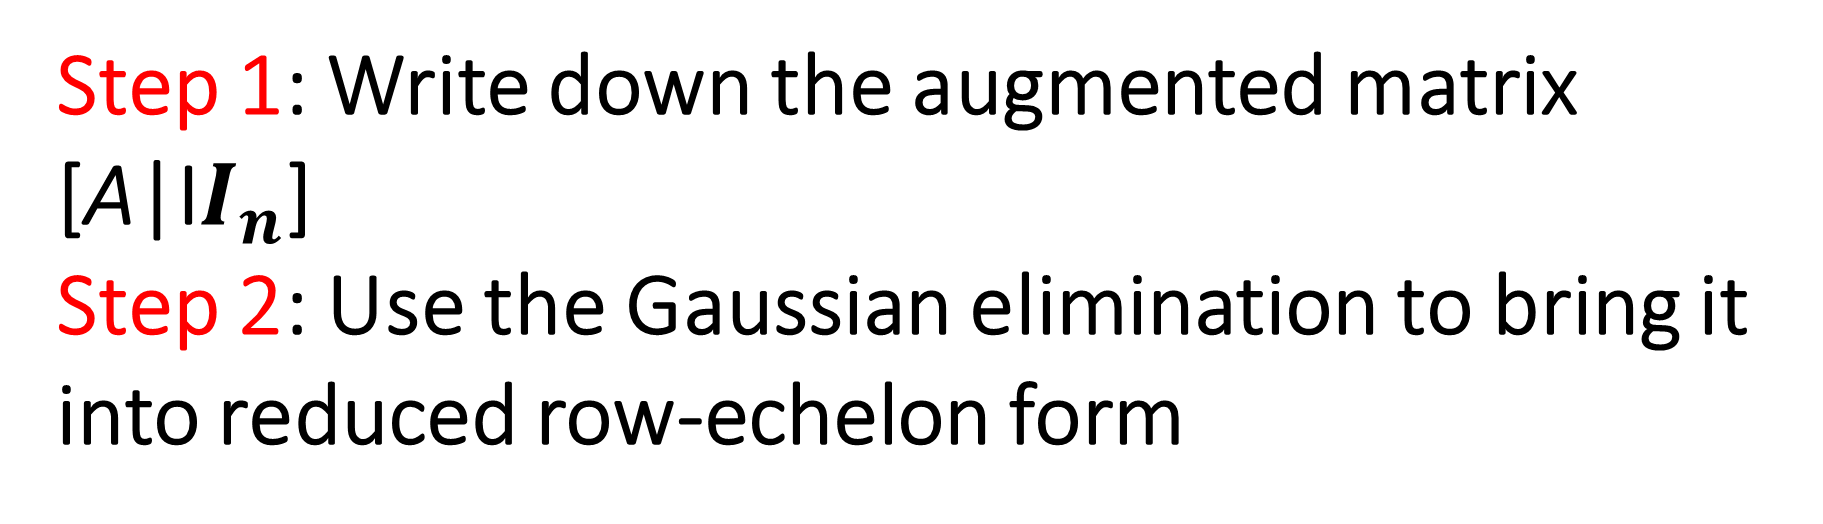 Step 1: Write down the augmented matrix
[A||Iₙ]
Step 2: Use the Gaussian elimination to bring it
into reduced row-echelon form